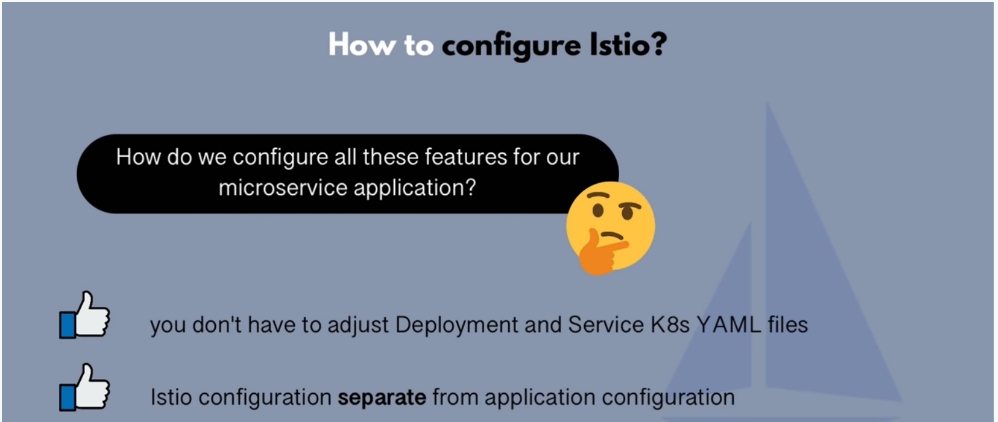 How to configure Istio?
How do we configure all these features for our
microservice application?
you don't have to adjust Deployment and Service K8s YAML files
Istio configuration separate from application configuration